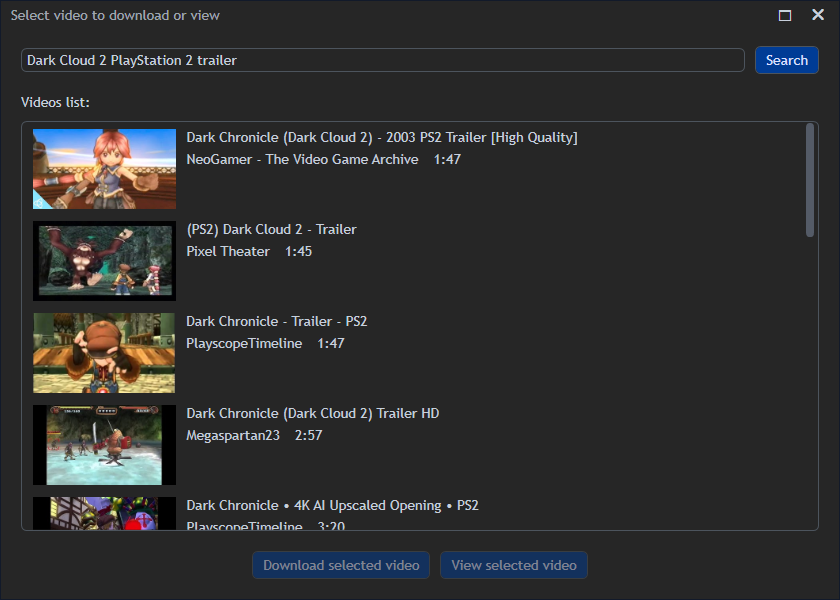 Select video to download or view
Dark Cloud 2 PlayStation 2 trailer
Search
Videos list:
Dark Chronicle (Dark Cloud 2) - 2003 PS2 Trailer [High Quality]
NeoGamer - The Video Game Archive 1:47
(PS2) Dark Cloud 2 - Trailer
Pixel Theater 1:45
Dark Chronicle - Trailer - PS2
PlayscopeTimeline 1:47
Dark Chronicle (Dark Cloud 2) Trailer HD
Megaspartan23 2:57
Dark Chronicle • 4K AI Upscaled Opening • PS2
PlayscopeTimeline 3:20
Download selected video
View selected video